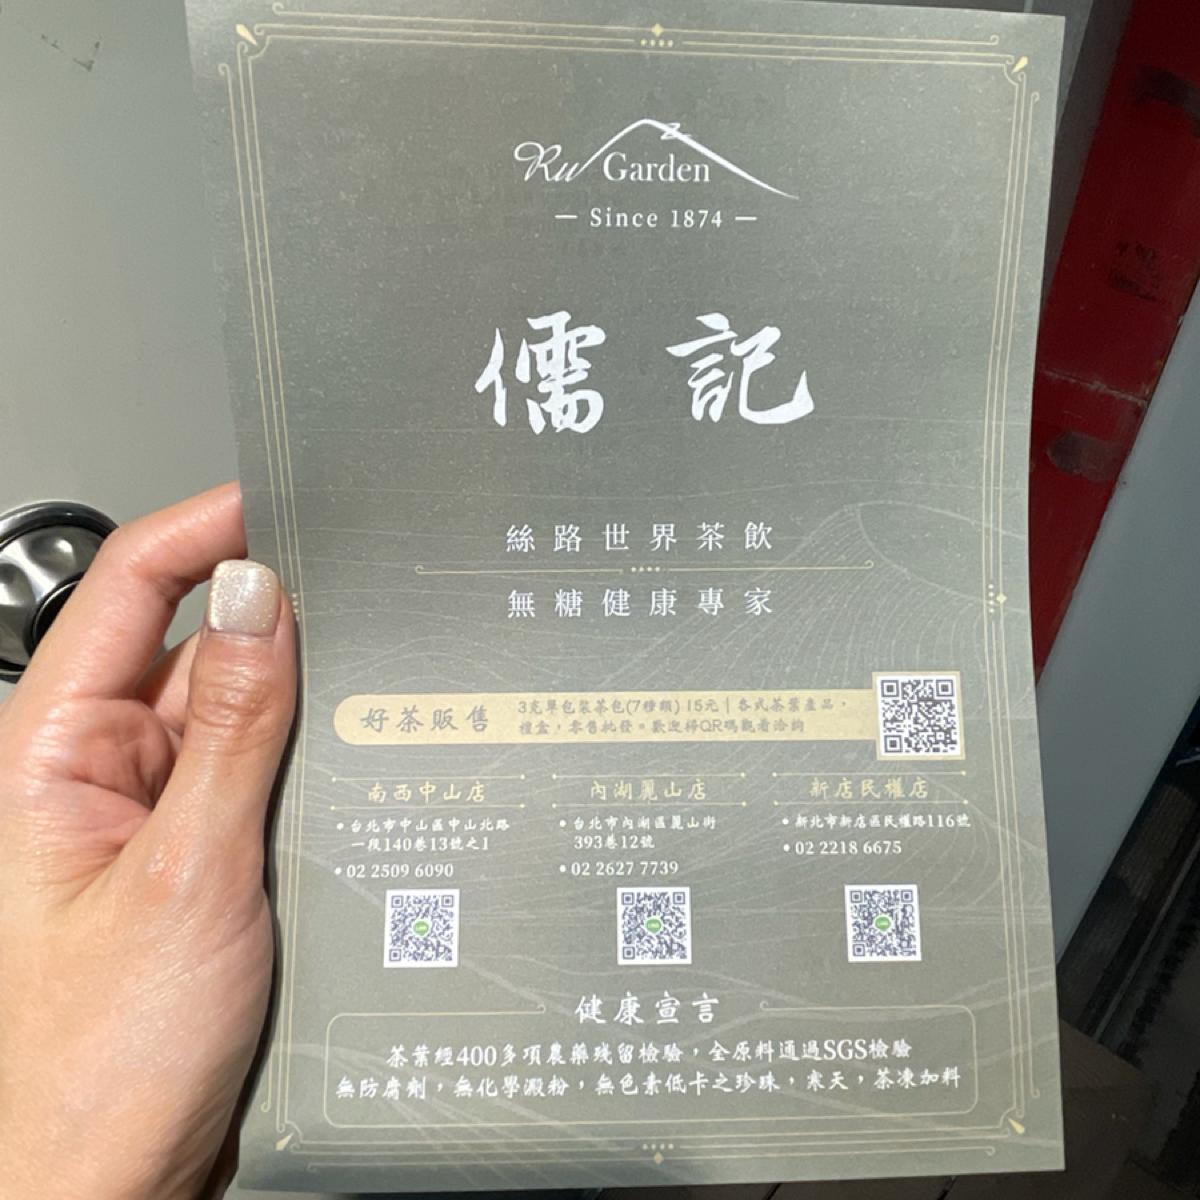 Ru Garden
Since 1874
儒記
絲路世界茶飲
無糖健康專家
好茶販售
3克單包裝茶包(7種類) 15元｜各式茶葉產品，
禮盒，零售批發。歡迎掃QR碼觀看洽詢
南西中山店
台北市中山區中山北路
一段140巷13號之1
02 2509 6090
內湖麗山店
台北市內湖區麗山街
393巷12號
02 2627 7739
新店民權店
新北市新店區民權路116號
02 2218 6675
健康宣言
茶葉經400多項農藥殘留檢驗，全原料通過SGS檢驗
無防腐劑，無化學澱粉，無色素低卡之珍珠，寒天，茶凍加料